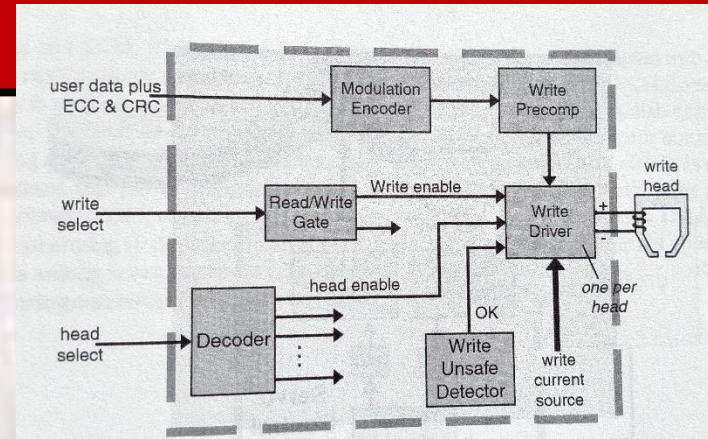 user data plus
ECC & CRC
Modulation
Encoder
Write
Precomp
write
select
Read/Write
Gate
Write enable
Write
Driver
+
-
write
head
one per
head
head
select
Decoder
head enable
OK
Write
Unsafe
Detector
write
current
source